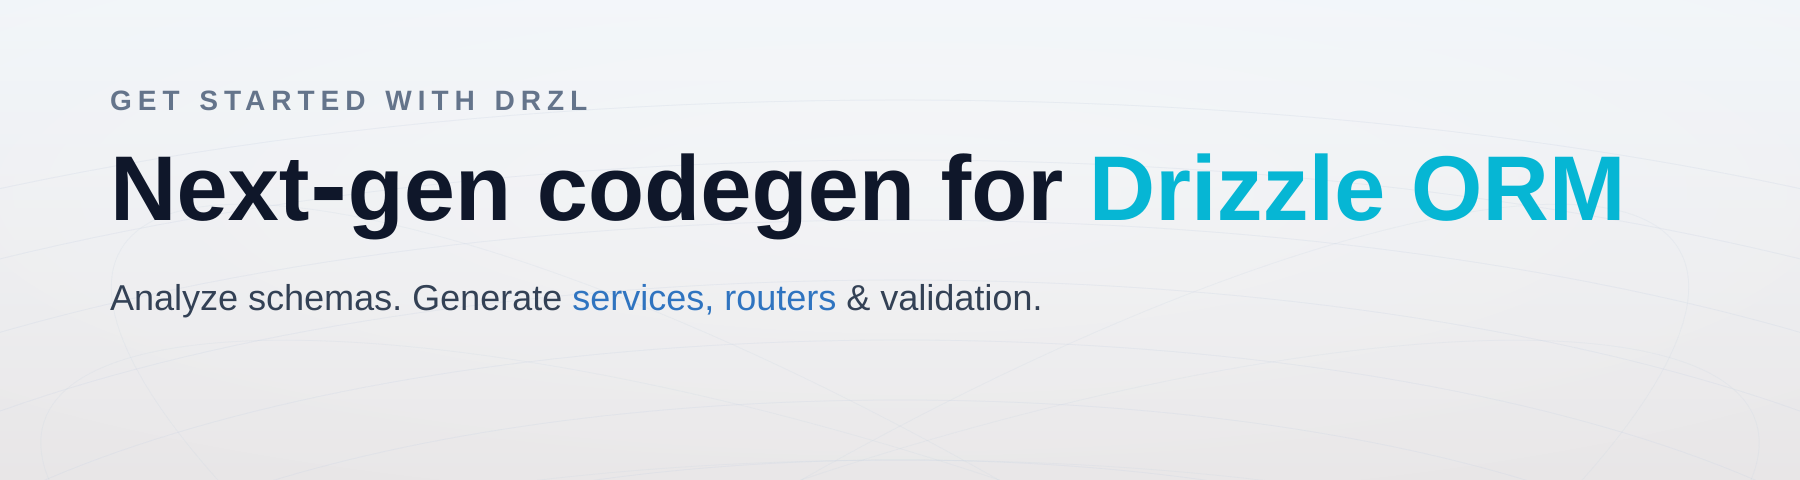 GET STARTED WITH DRZL
Next-gen codegen for Drizzle ORM
Analyze schemas. Generate services, routers & validation.